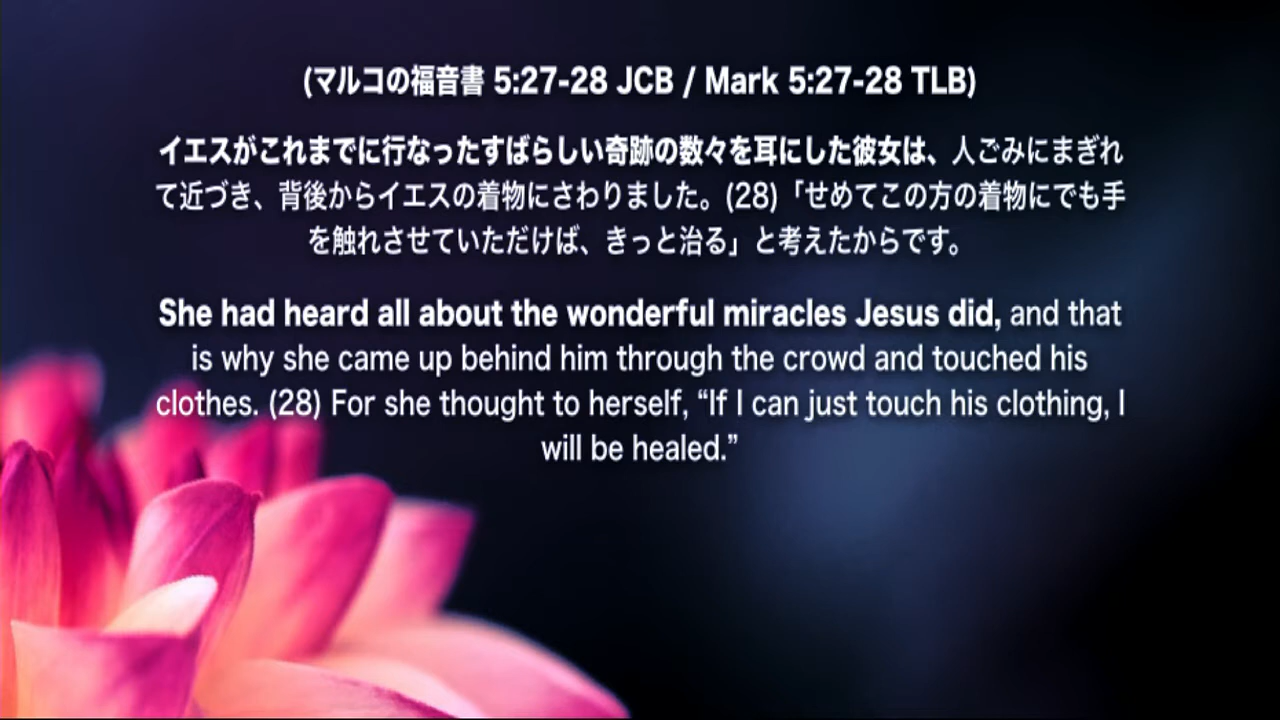 (マルコの福音書 5:27-28 JCB / Mark 5:27-28 TLB)
イエスがこれまでに行なったすばらしい奇跡の数々を耳にした彼女は、人ごみにまぎれ
て近づき、背後からイエスの着物にさわりました。(28)「せめてこの方の着物にでも手
を触れさせていただけば、きっと治る」と考えたからです。
She had heard all about the wonderful miracles Jesus did, and that
is why she came up behind him through the crowd and touched his
clothes. (28) For she thought to herself, “If I can just touch his clothing, I
will be healed.”